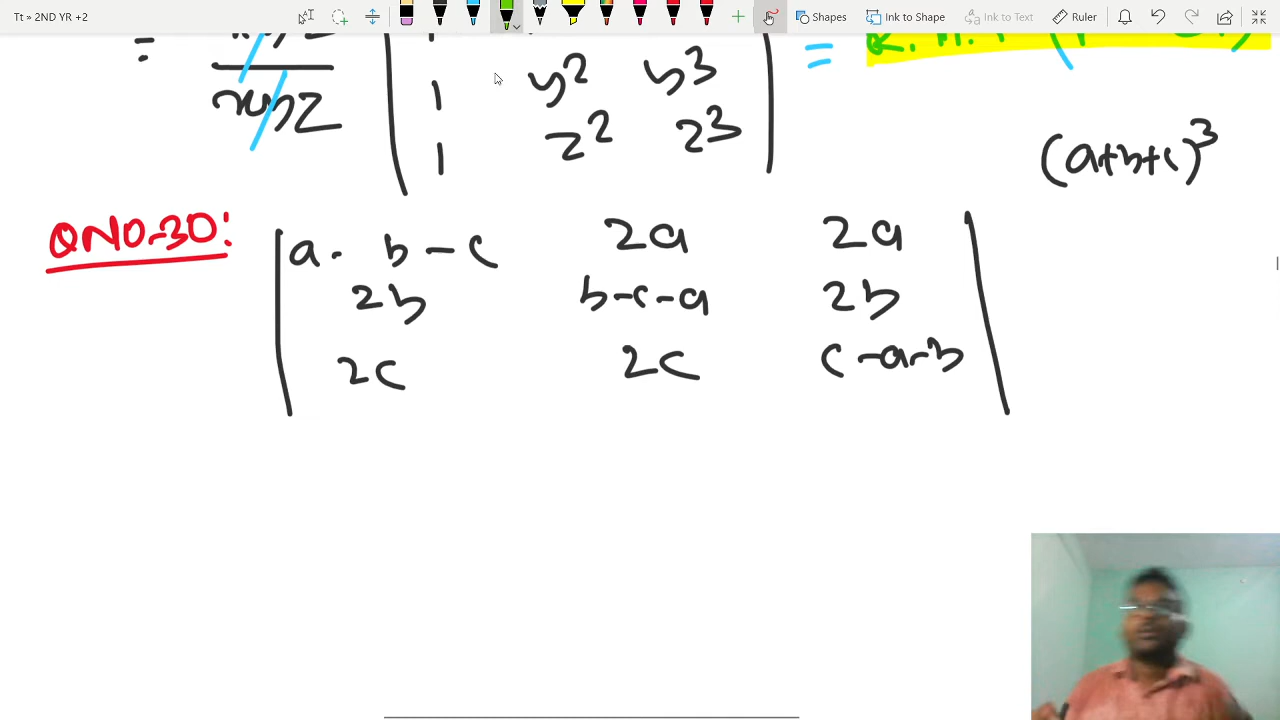 Tt » 2ND YR +2
Shapes Ink to Shape Ink to Text Ruler
=
xyz
1 y² y³
=
1 z² z³
(a+b+c)³
QNO-30:
a - b - c 2a 2a
2b b-c-a 2b
2c 2c c-a-b